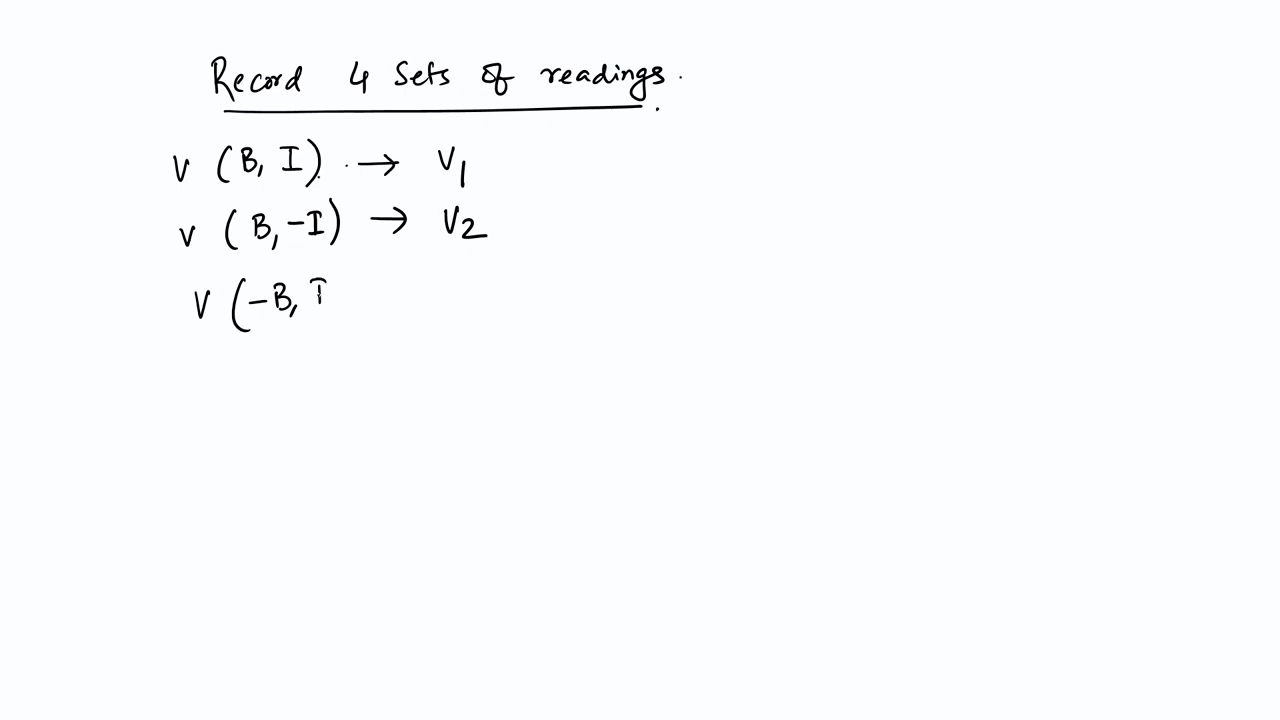 Record 4 Sets of readings.
V (B, I) → V1
V (B, -I) → V2
V (-B, I